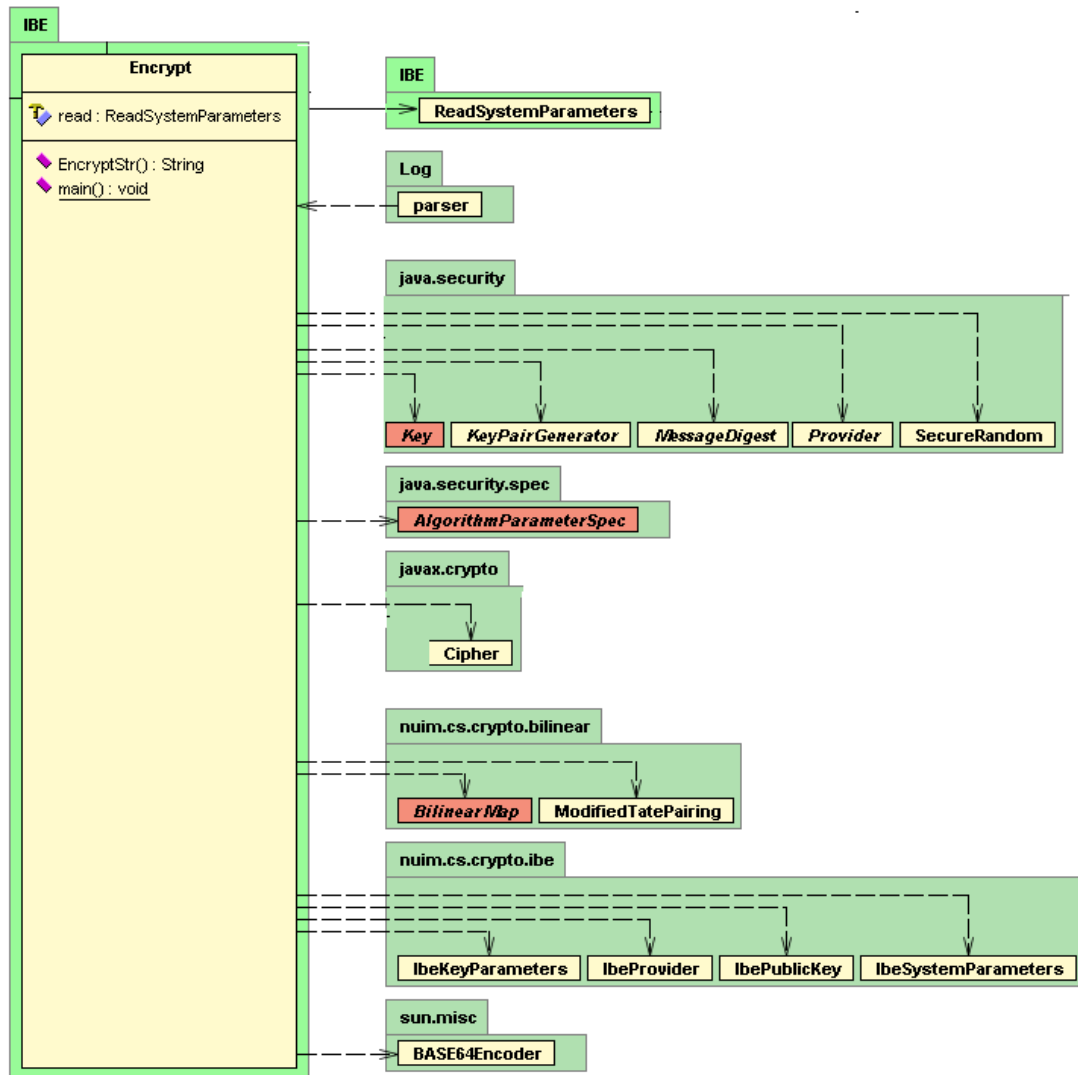 IBE
Encrypt
read : ReadSystemParameters
EncryptStr() : String
main() : void
IBE
ReadSystemParameters
Log
parser
java.security
Key KeyPairGenerator MessageDigest Provider SecureRandom
java.security.spec
AlgorithmParameterSpec
javax.crypto
Cipher
nuim.cs.crypto.bilinear
BilinearMap ModifiedTatePairing
nuim.cs.crypto.ibe
IbeKeyParameters IbeProvider IbePublicKey IbeSystemParameters
sun.misc
BASE64Encoder